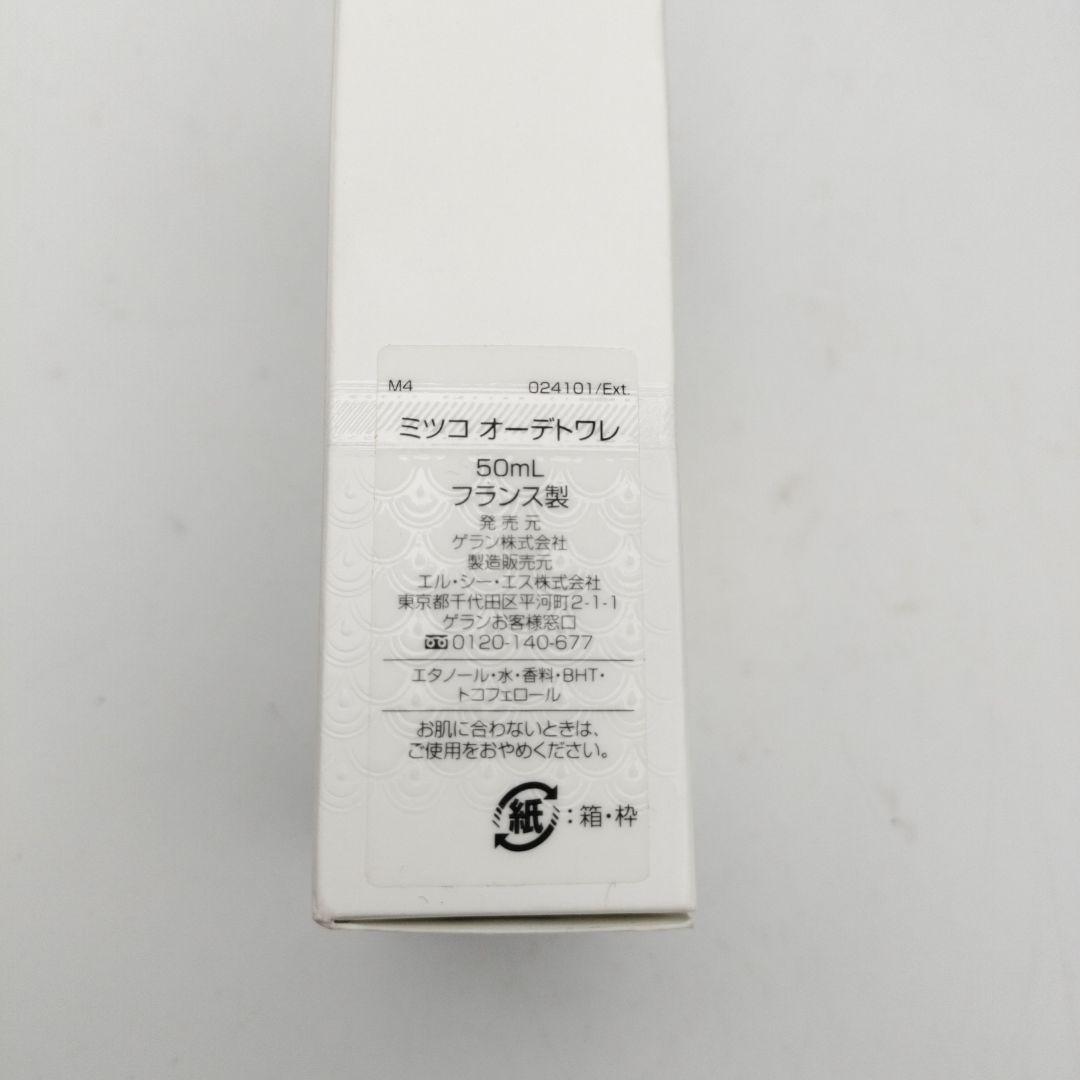 M4 024101/Ext.
ミツコ オーデトワレ
50mL
フランス製
発売元
ゲラン株式会社
製造販売元
エル・シー・エス株式会社
東京都千代田区平河町2-1-1
ゲランお客様窓口
0120-140-677
エタノール・水・香料・BHT・
トコフェロール
お肌に合わないときは、
ご使用をおやめください。
紙:箱・枠